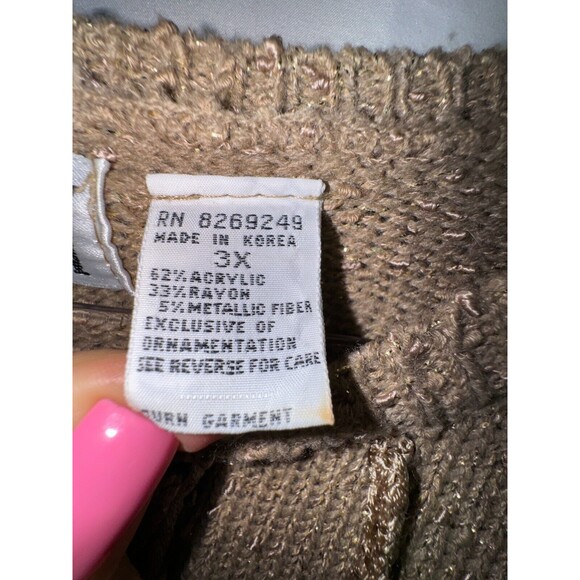 RN 8269249
MADE IN KOREA
3X
62% ACRYLIC
33% RAYON
5% METALLIC FIBER
EXCLUSIVE OF
ORNAMENTATION
SEE REVERSE FOR CARE
GARMENT